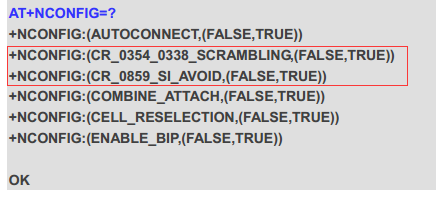 AT+NCONFIG=?
+NCONFIG:(AUTOCONNECT,(FALSE,TRUE))
+NCONFIG:(CR_0354_0338_SCRAMBLING,(FALSE,TRUE))
+NCONFIG:(CR_0859_SI_AVOID,(FALSE,TRUE))
+NCONFIG:(COMBINE_ATTACH,(FALSE,TRUE))
+NCONFIG:(CELL_RESELECTION,(FALSE,TRUE))
+NCONFIG:(ENABLE_BIP,(FALSE,TRUE))
OK